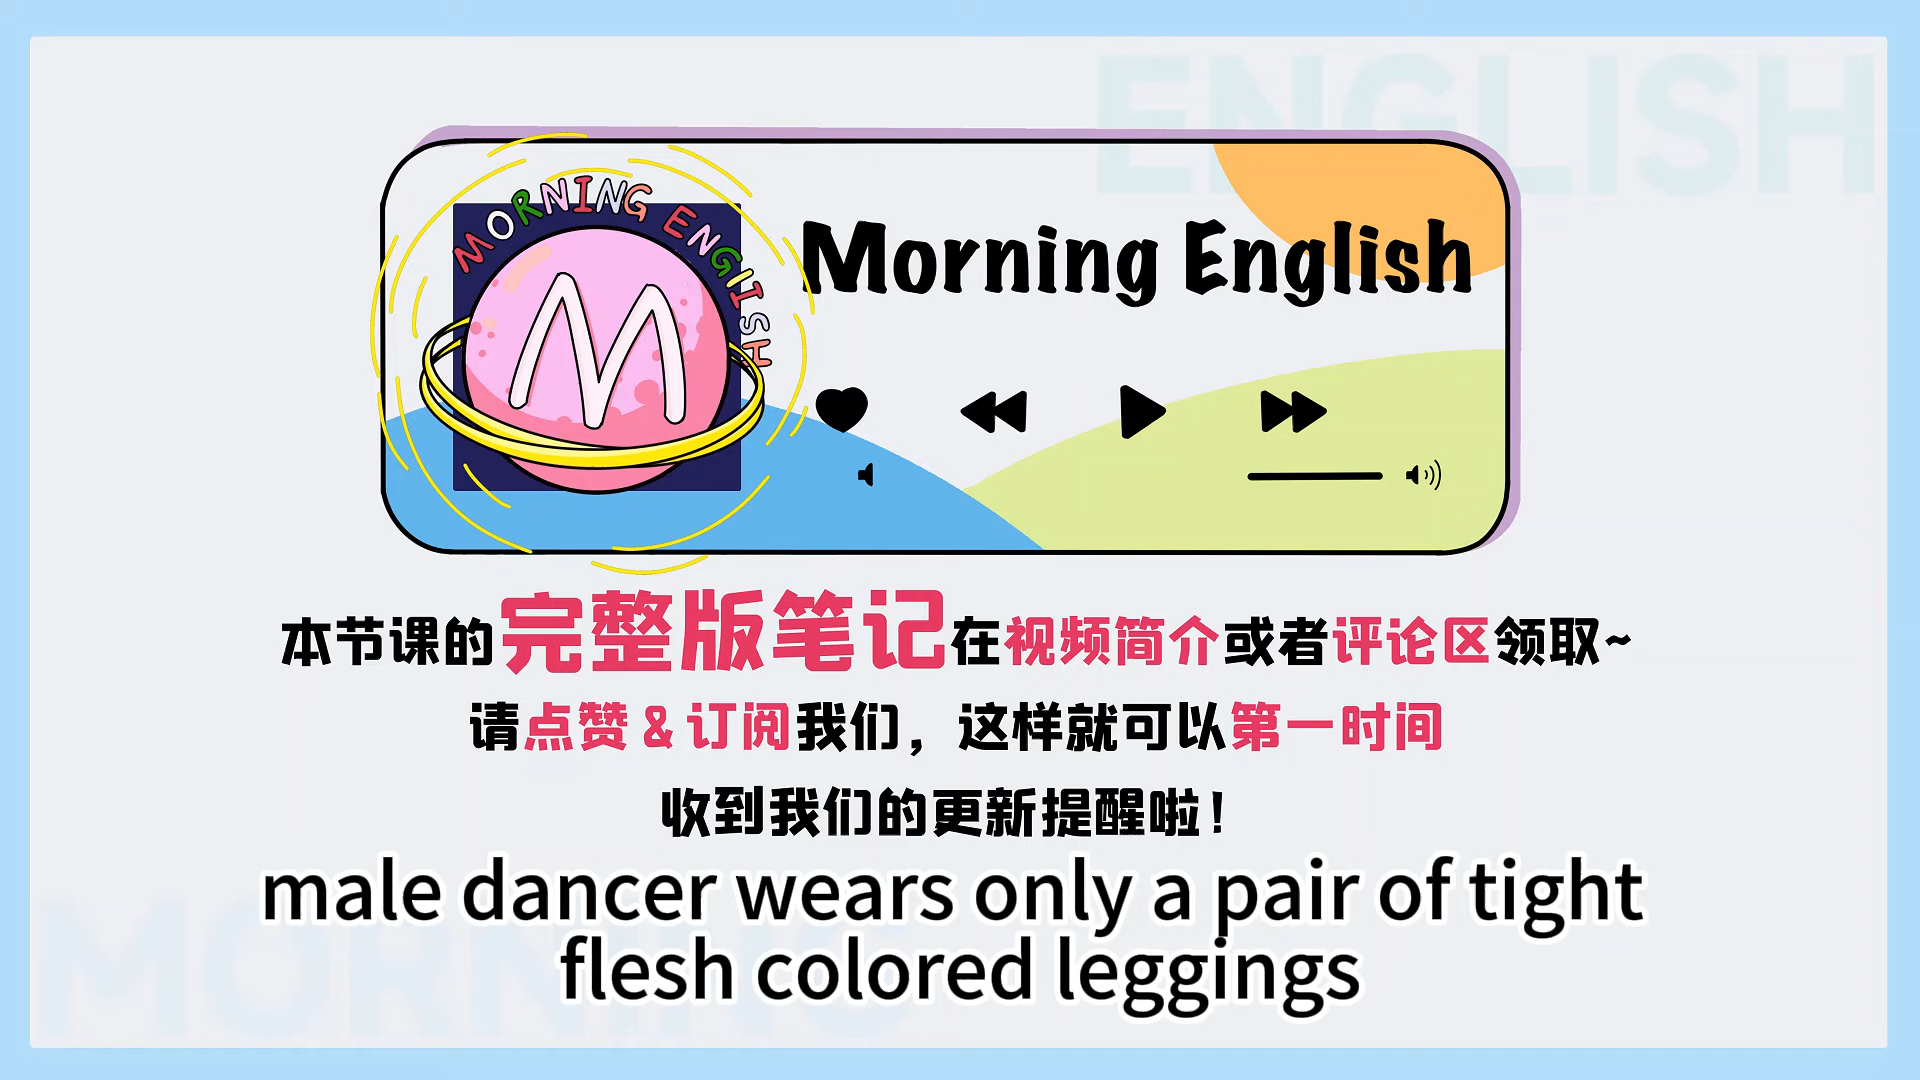 ENGLISH
MORNING ENGLISH
M
Morning English
本节课的完整版笔记在视频简介或者评论区领取~
请点赞&订阅我们，这样就可以第一时间
收到我们的更新提醒啦！
MORNING
male dancer wears only a pair of tight
flesh colored leggings